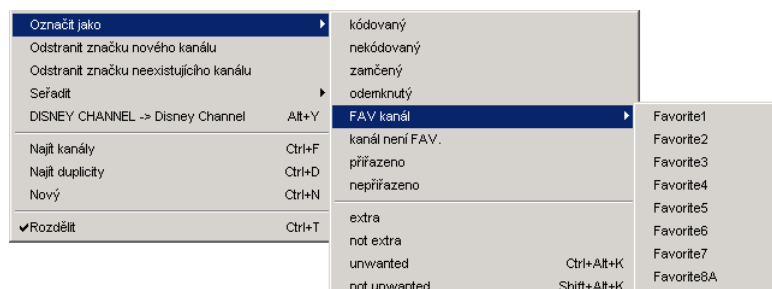 Označit jako
Odstranit značku nového kanálu
Odstranit značku neexistujícího kanálu
Seřadit
DISNEY CHANNEL -> Disney Channel Alt+Y
Najít kanály Ctrl+F
Najít duplicity Ctrl+D
Nový Ctrl+N
Rozdělit Ctrl+T
kódovaný
nekódovaný
zamčený
odemknutý
FAV kanál
kanál není FAV.
přiřazeno
nepřiřazeno
extra
not extra
unwanted Ctrl+Alt+K
not unwanted Shift+Alt+K
Favorite1
Favorite2
Favorite3
Favorite4
Favorite5
Favorite6
Favorite7
Favorite8A